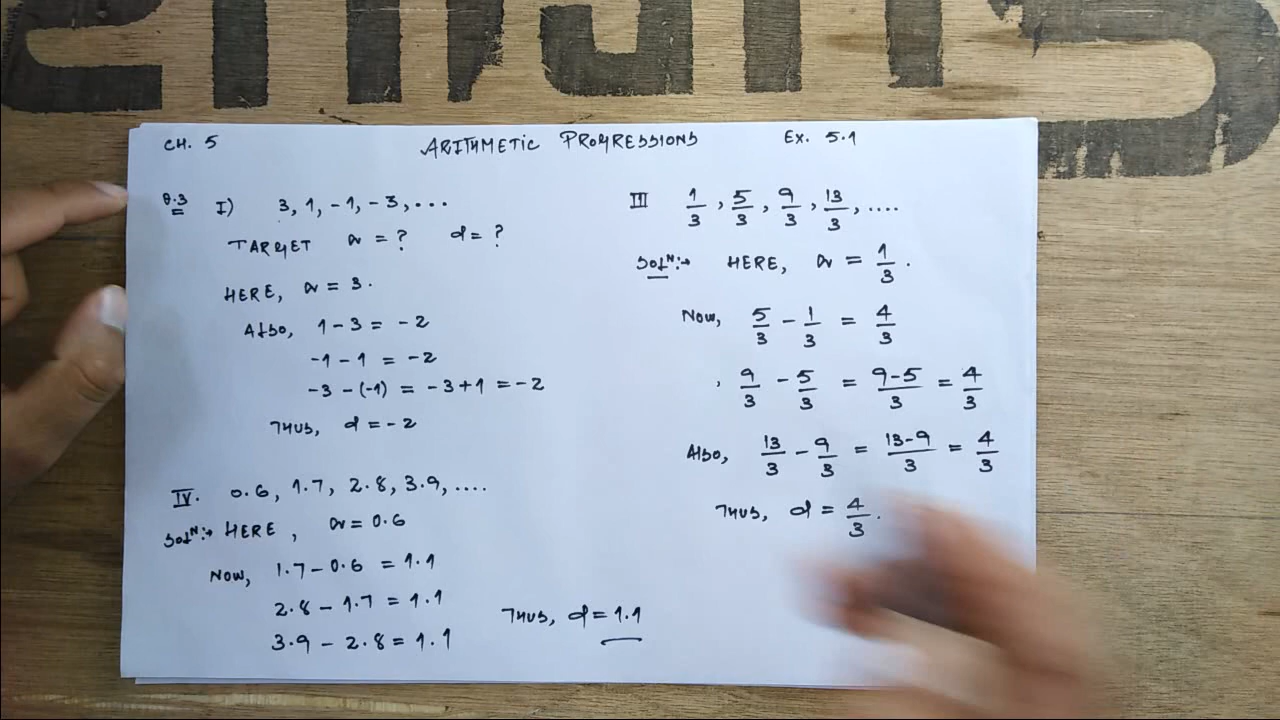 CH. 5 ARITHMETIC PROGRESSIONS Ex. 5.1
Q.3 I) 3, 1, -1, -3, ...
TARGET a = ? d = ?
HERE, a = 3.
Also, 1 - 3 = -2
-1 - 1 = -2
-3 - (-1) = -3 + 1 = -2
Thus, d = -2
IV. 0.6, 1.7, 2.8, 3.9, ....
Solᴺ:→ HERE, a = 0.6
Now, 1.7 - 0.6 = 1.1
2.8 - 1.7 = 1.1
3.9 - 2.8 = 1.1
Thus, d = 1.1
III 1/3, 5/3, 9/3, 13/3, ....
Solᴺ:→ HERE, a = 1/3.
Now, 5/3 - 1/3 = 4/3
, 9/3 - 5/3 = 9-5/3 = 4/3
Also, 13/3 - 9/3 = 13-9/3 = 4/3
Thus, d = 4/3.